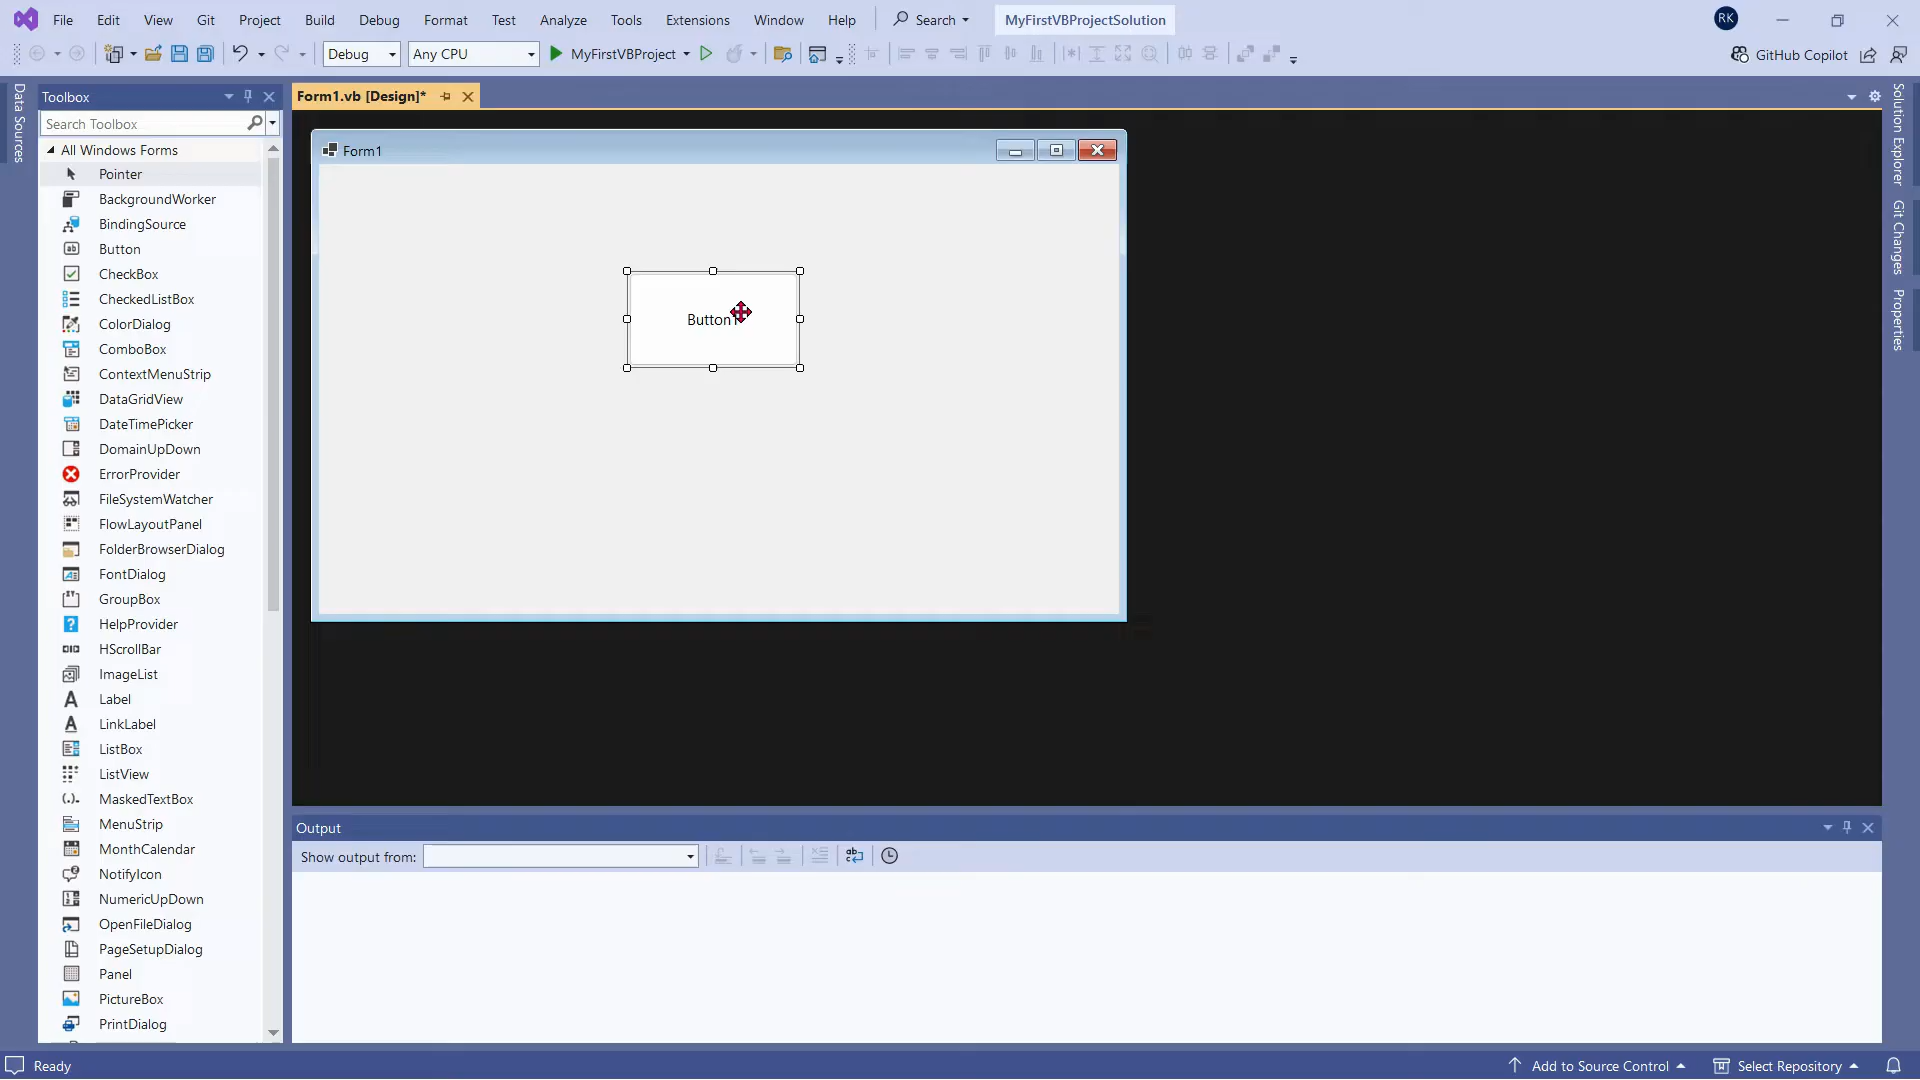 File Edit View Git Project Build Debug Format Test Analyze Tools Extensions Window Help Search MyFirstVBProjectSolution RK
Debug Any CPU MyFirstVBProject GitHub Copilot
Data Sources
Toolbox
Search Toolbox
All Windows Forms
Pointer
BackgroundWorker
BindingSource
Button
CheckBox
CheckedListBox
ColorDialog
ComboBox
ContextMenuStrip
DataGridView
DateTimePicker
DomainUpDown
ErrorProvider
FileSystemWatcher
FlowLayoutPanel
FolderBrowserDialog
FontDialog
GroupBox
HelpProvider
HScrollBar
ImageList
Label
LinkLabel
ListBox
ListView
MaskedTextBox
MenuStrip
MonthCalendar
NotifyIcon
NumericUpDown
OpenFileDialog
PageSetupDialog
Panel
PictureBox
PrintDialog
Form1.vb [Design]*
Form1
Button1
Output
Show output from:
Solution Explorer
Git Changes
Properties
Ready Add to Source Control Select Repository